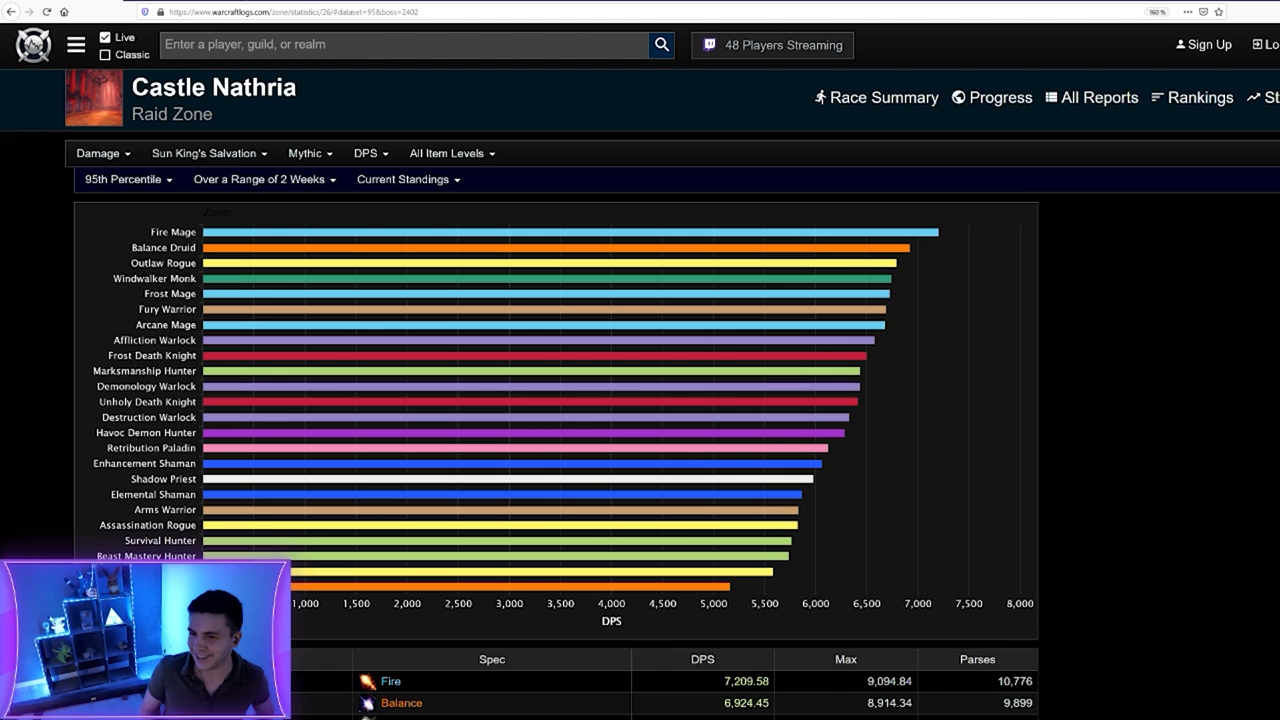 https://www.warcraftlogs.com/zone/statistics/26/#dataset=95&boss=2402
160 %
Live
Classic
Enter a player, guild, or realm
48 Players Streaming
Sign Up
Lo
Castle Nathria
Raid Zone
Race Summary
Progress
All Reports
Rankings
St
Damage
Sun King's Salvation
Mythic
DPS
All Item Levels
95th Percentile
Over a Range of 2 Weeks
Current Standings
Zoom
Fire Mage
Balance Druid
Outlaw Rogue
Windwalker Monk
Frost Mage
Fury Warrior
Arcane Mage
Affliction Warlock
Frost Death Knight
Marksmanship Hunter
Demonology Warlock
Unholy Death Knight
Destruction Warlock
Havoc Demon Hunter
Retribution Paladin
Enhancement Shaman
Shadow Priest
Elemental Shaman
Arms Warrior
Assassination Rogue
Survival Hunter
Beast Mastery Hunter
1,000 1,500 2,000 2,500 3,000 3,500 4,000 4,500 5,000 5,500 6,000 6,500 7,000 7,500 8,000
DPS
Spec DPS Max Parses
Fire 7,209.58 9,094.84 10,776
Balance 6,924.45 8,914.34 9,899